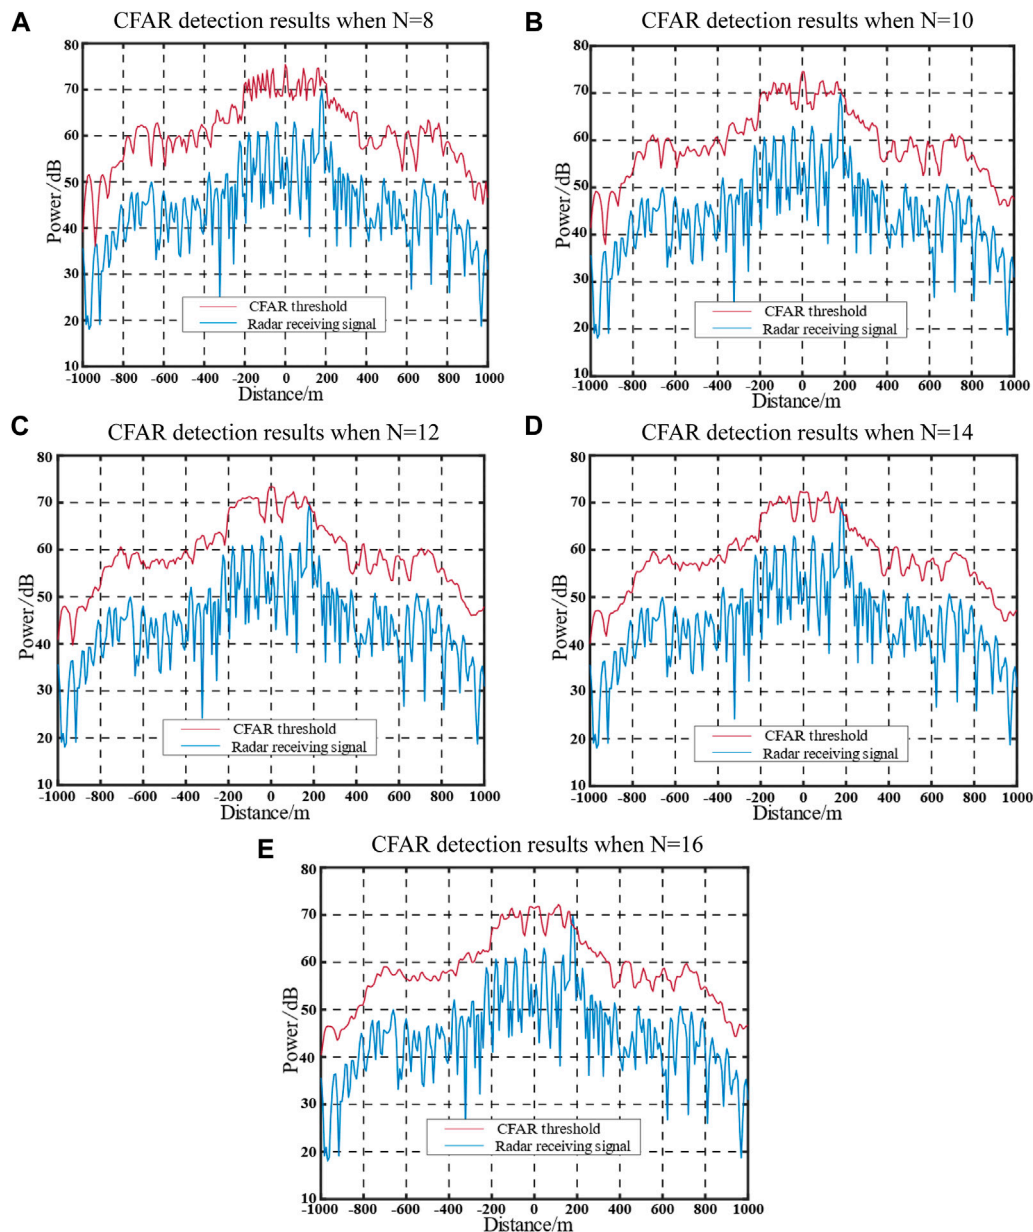 A
CFAR detection results when N=8
80
70
60
50
40
30
20
10
Power/dB
CFAR threshold
Radar receiving signal
-1000 -800 -600 -400 -200 0 200 400 600 800 1000
Distance/m
B
CFAR detection results when N=10
80
70
60
50
40
30
20
10
Power/dB
CFAR threshold
Radar receiving signal
-1000 -800 -600 -400 -200 0 200 400 600 800 1000
Distance/m
C
CFAR detection results when N=12
80
70
60
50
40
30
20
10
Power/dB
CFAR threshold
Radar receiving signal
-1000 -800 -600 -400 -200 0 200 400 600 800 1000
Distance/m
D
CFAR detection results when N=14
80
70
60
50
40
30
20
10
Power/dB
CFAR threshold
Radar receiving signal
-1000 -800 -600 -400 -200 0 200 400 600 800 1000
Distance/m
E
CFAR detection results when N=16
80
70
60
50
40
30
20
10
Power/dB
CFAR threshold
Radar receiving signal
-1000 -800 -600 -400 -200 0 200 400 600 800 1000
Distance/m